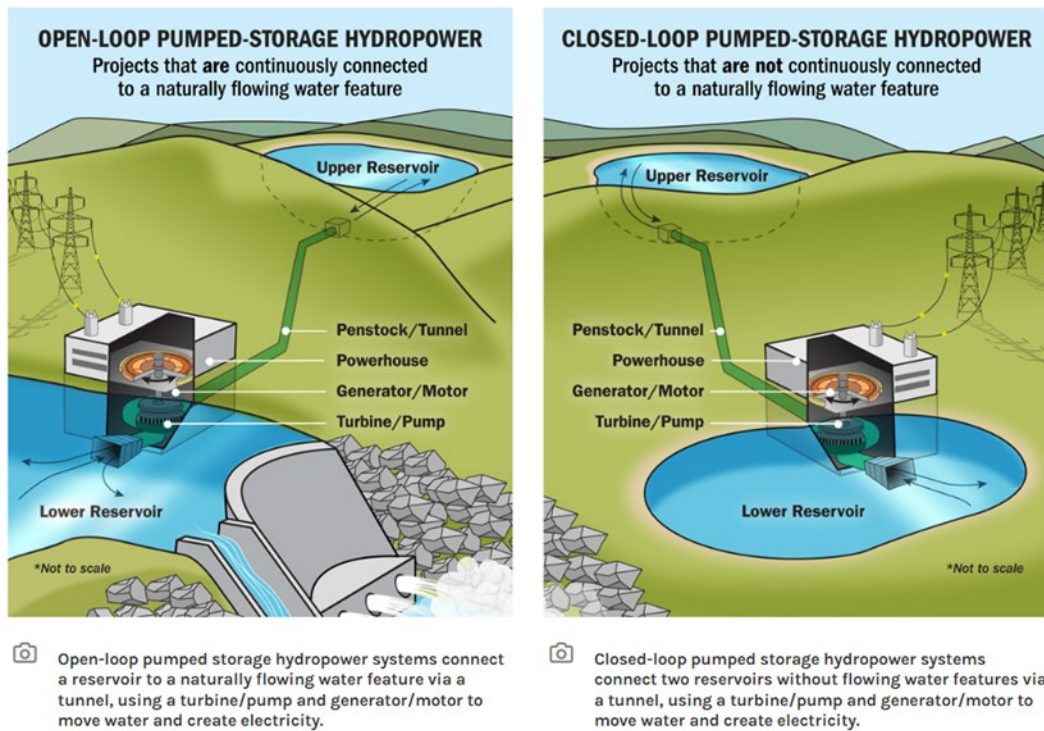 OPEN-LOOP PUMPED-STORAGE HYDROPOWER
Projects that are continuously connected
to a naturally flowing water feature
Upper Reservoir
Penstock/Tunnel
Powerhouse
Generator/Motor
Turbine/Pump
Lower Reservoir
*Not to scale
Open-loop pumped storage hydropower systems connect
a reservoir to a naturally flowing water feature via a
tunnel, using a turbine/pump and generator/motor to
move water and create electricity.
CLOSED-LOOP PUMPED-STORAGE HYDROPOWER
Projects that are not continuously connected
to a naturally flowing water feature
Upper Reservoir
Penstock/Tunnel
Powerhouse
Generator/Motor
Turbine/Pump
Lower Reservoir
*Not to scale
Closed-loop pumped storage hydropower systems
connect two reservoirs without flowing water features via
a tunnel, using a turbine/pump and generator/motor to
move water and create electricity.